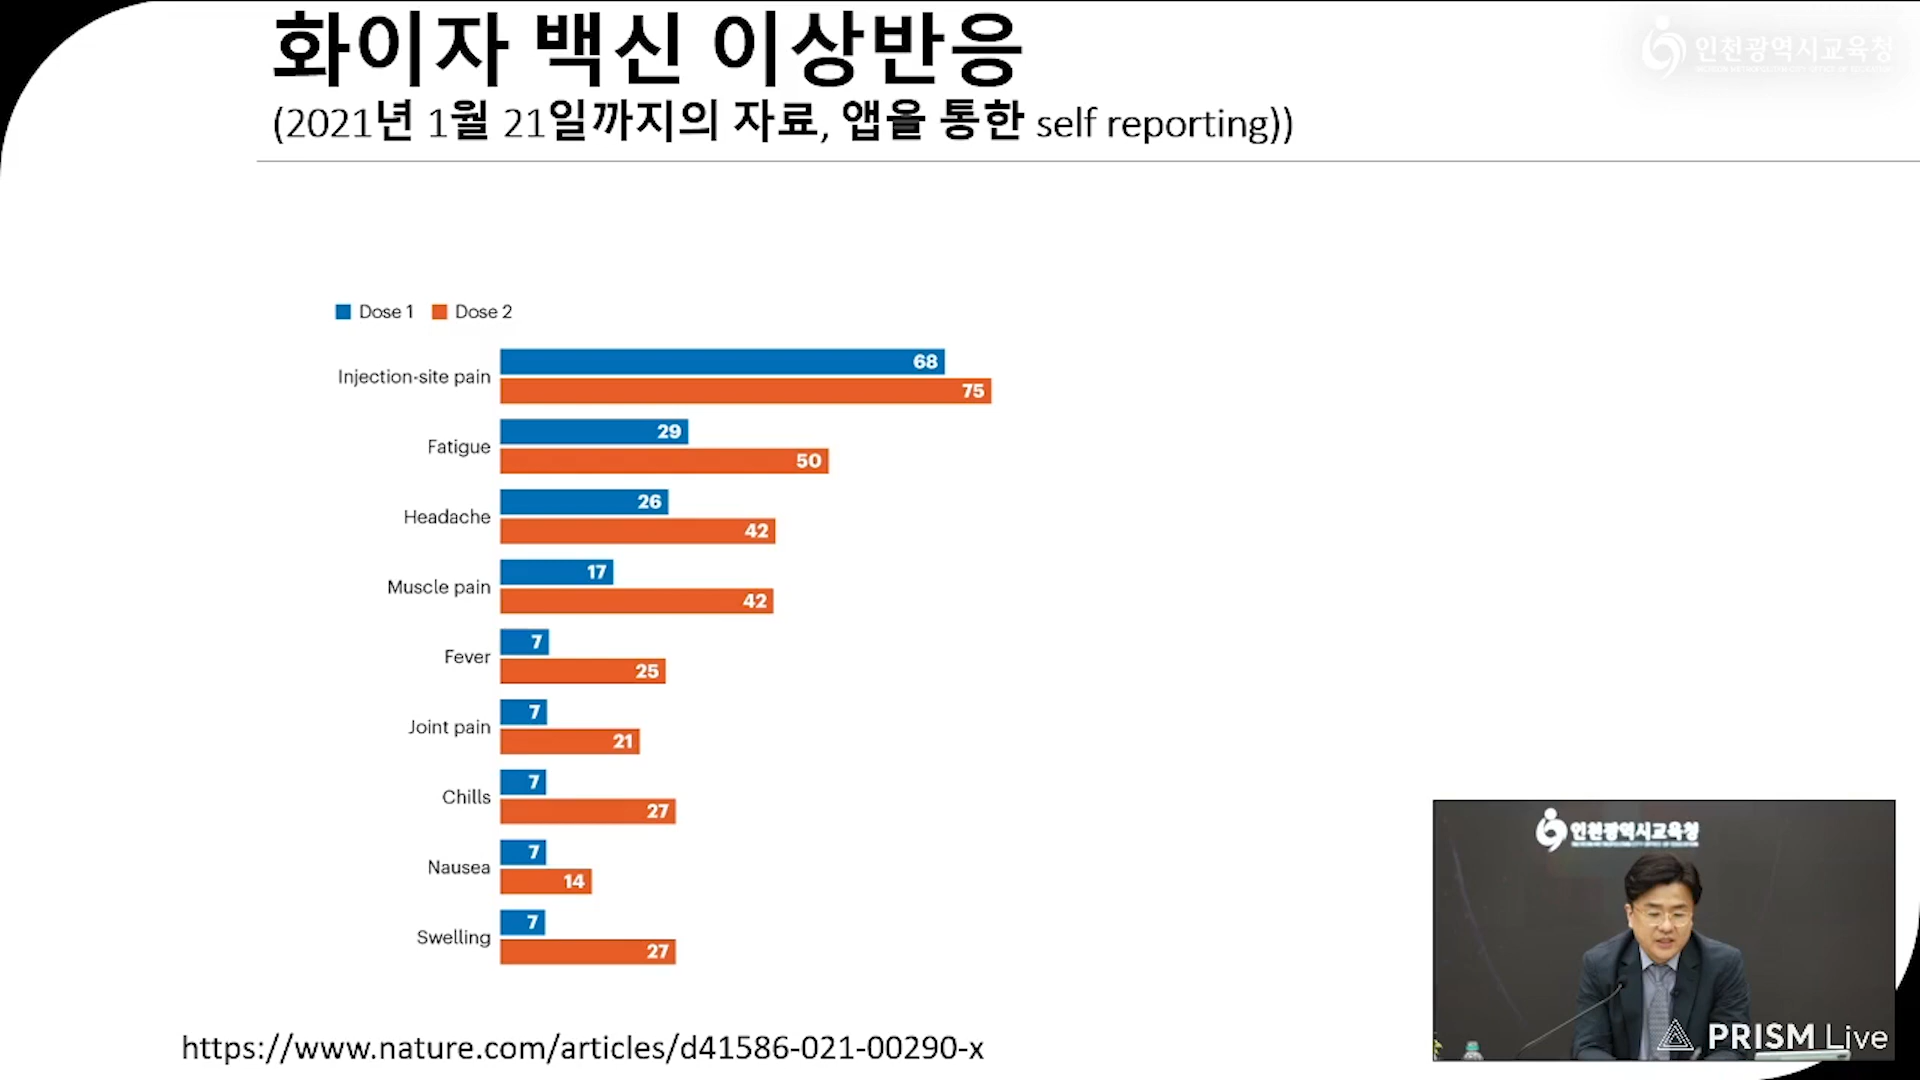 화이자 백신 이상반응
인천광역시교육청
(2021년 1월 21일까지의 자료, 앱을 통한 self reporting))
Dose 1 Dose 2
Injection-site pain
68
75
Fatigue
29
50
Headache
26
42
Muscle pain
17
42
Fever
7
25
Joint pain
7
21
Chills
7
27
Nausea
7
14
Swelling
7
27
인천광역시교육청
PRISM Live
https://www.nature.com/articles/d41586-021-00290-x